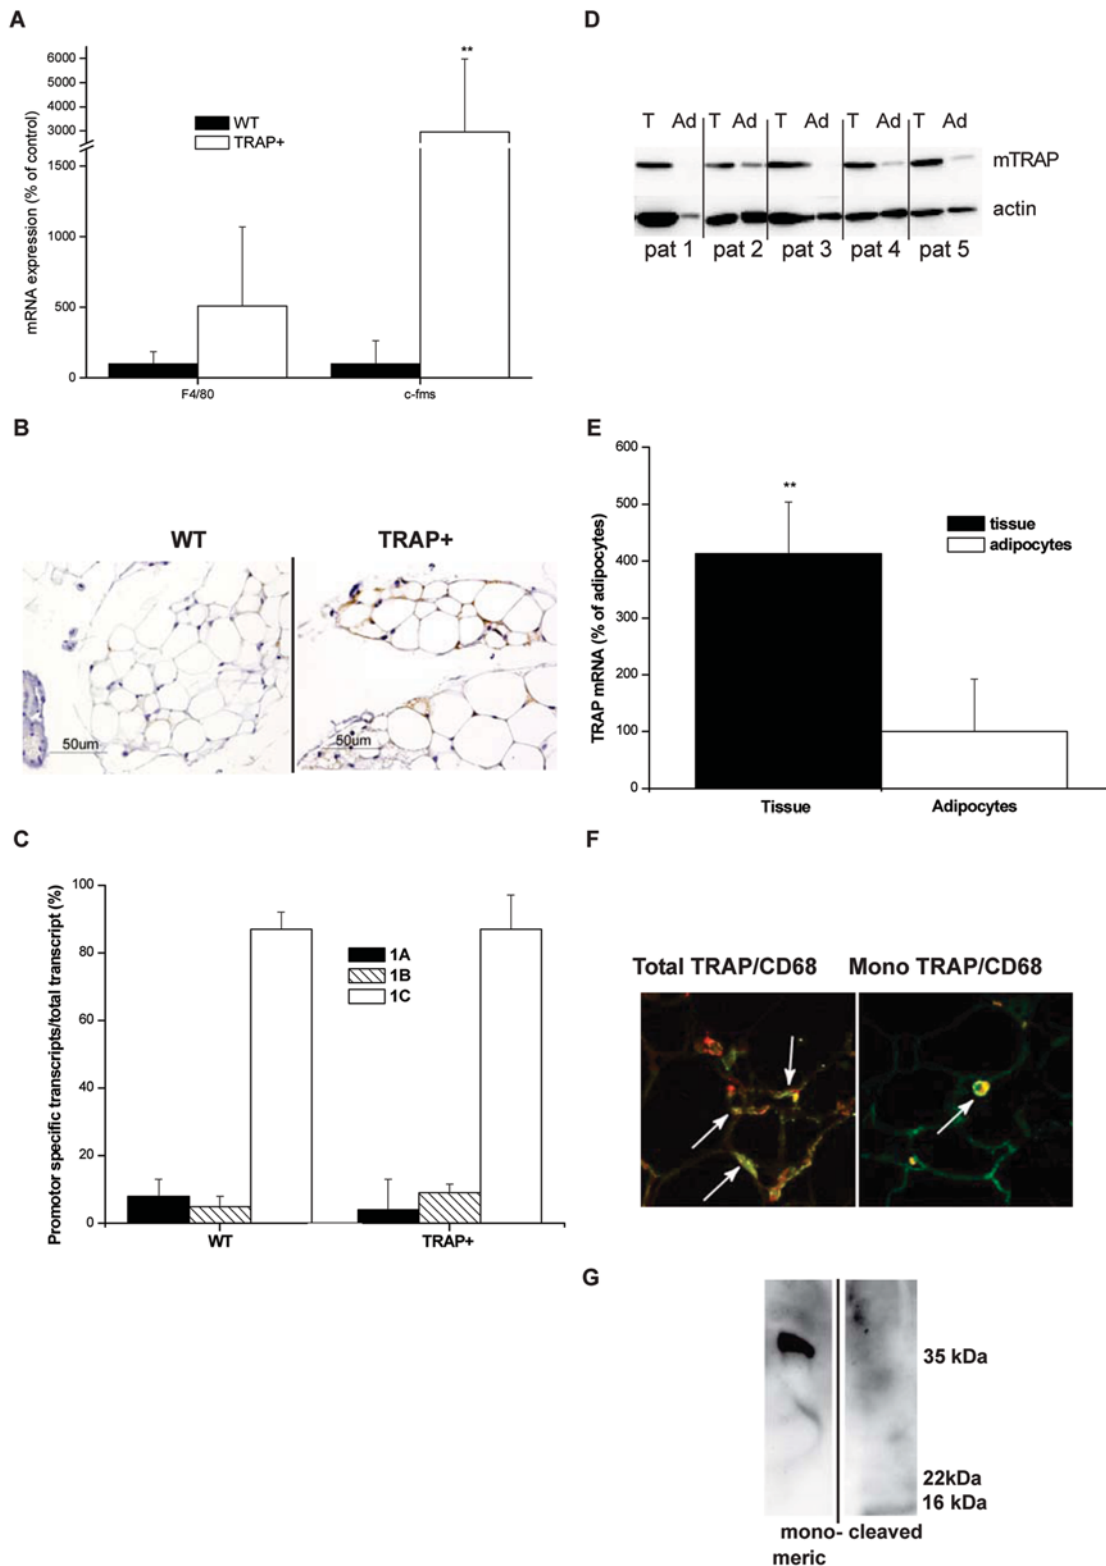 A
mRNA expression (% of control)
6000
5000
4000
3000
1500
1000
500
0
**
WT
TRAP+
F4/80
c-fms
B
WT
TRAP+
50um
50um
C
Promotor specific transcripts/total transcript (%)
100
80
60
40
20
0
1A
1B
1C
WT
TRAP+
D
T Ad T Ad T Ad T Ad T Ad
mTRAP
actin
pat 1 pat 2 pat 3 pat 4 pat 5
E
TRAP mRNA (% of adipocytes)
600
500
400
300
200
100
0
**
tissue
adipocytes
Tissue
Adipocytes
F
Total TRAP/CD68
Mono TRAP/CD68
G
35 kDa
22kDa
16 kDa
mono- cleaved
meric